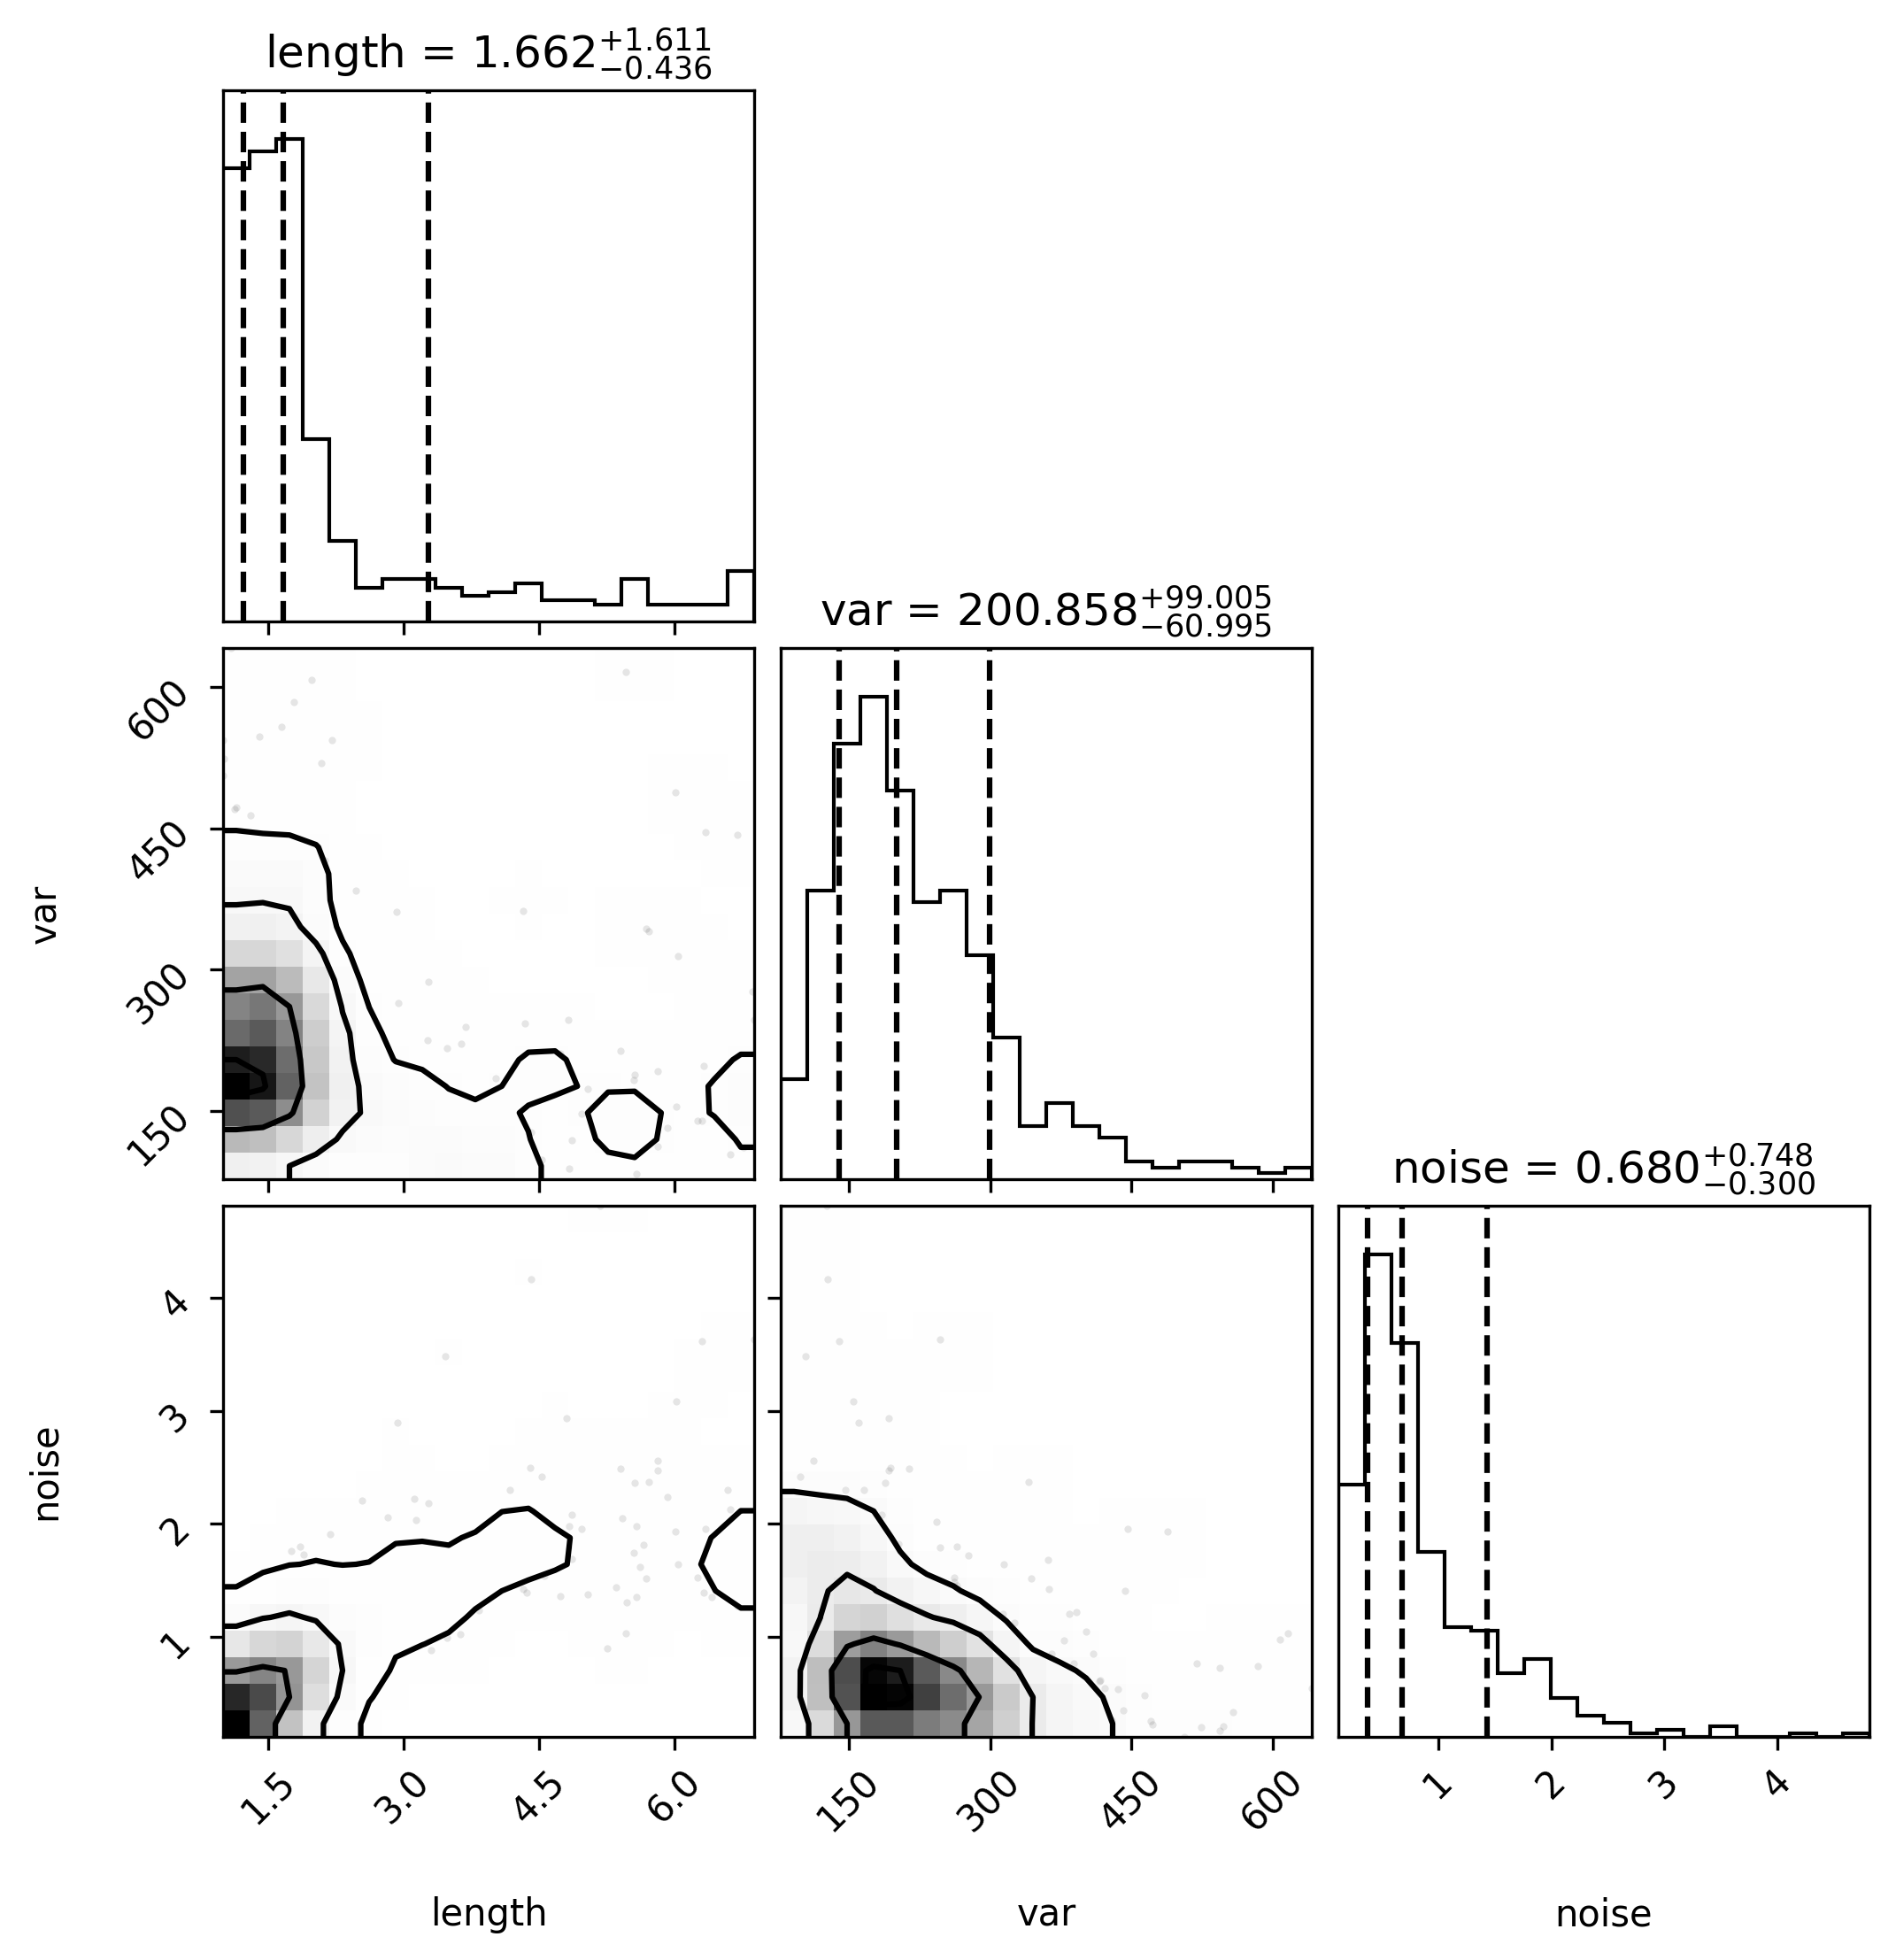 length = 1.662 +1.611 −0.436
var = 200.858 +99.005 −60.995
600
450
300
150
var
noise = 0.680 +0.748 −0.300
4
3
2
1
noise
1.5 3.0 4.5 6.0 150 300 450 600 1 2 3 4
length var noise